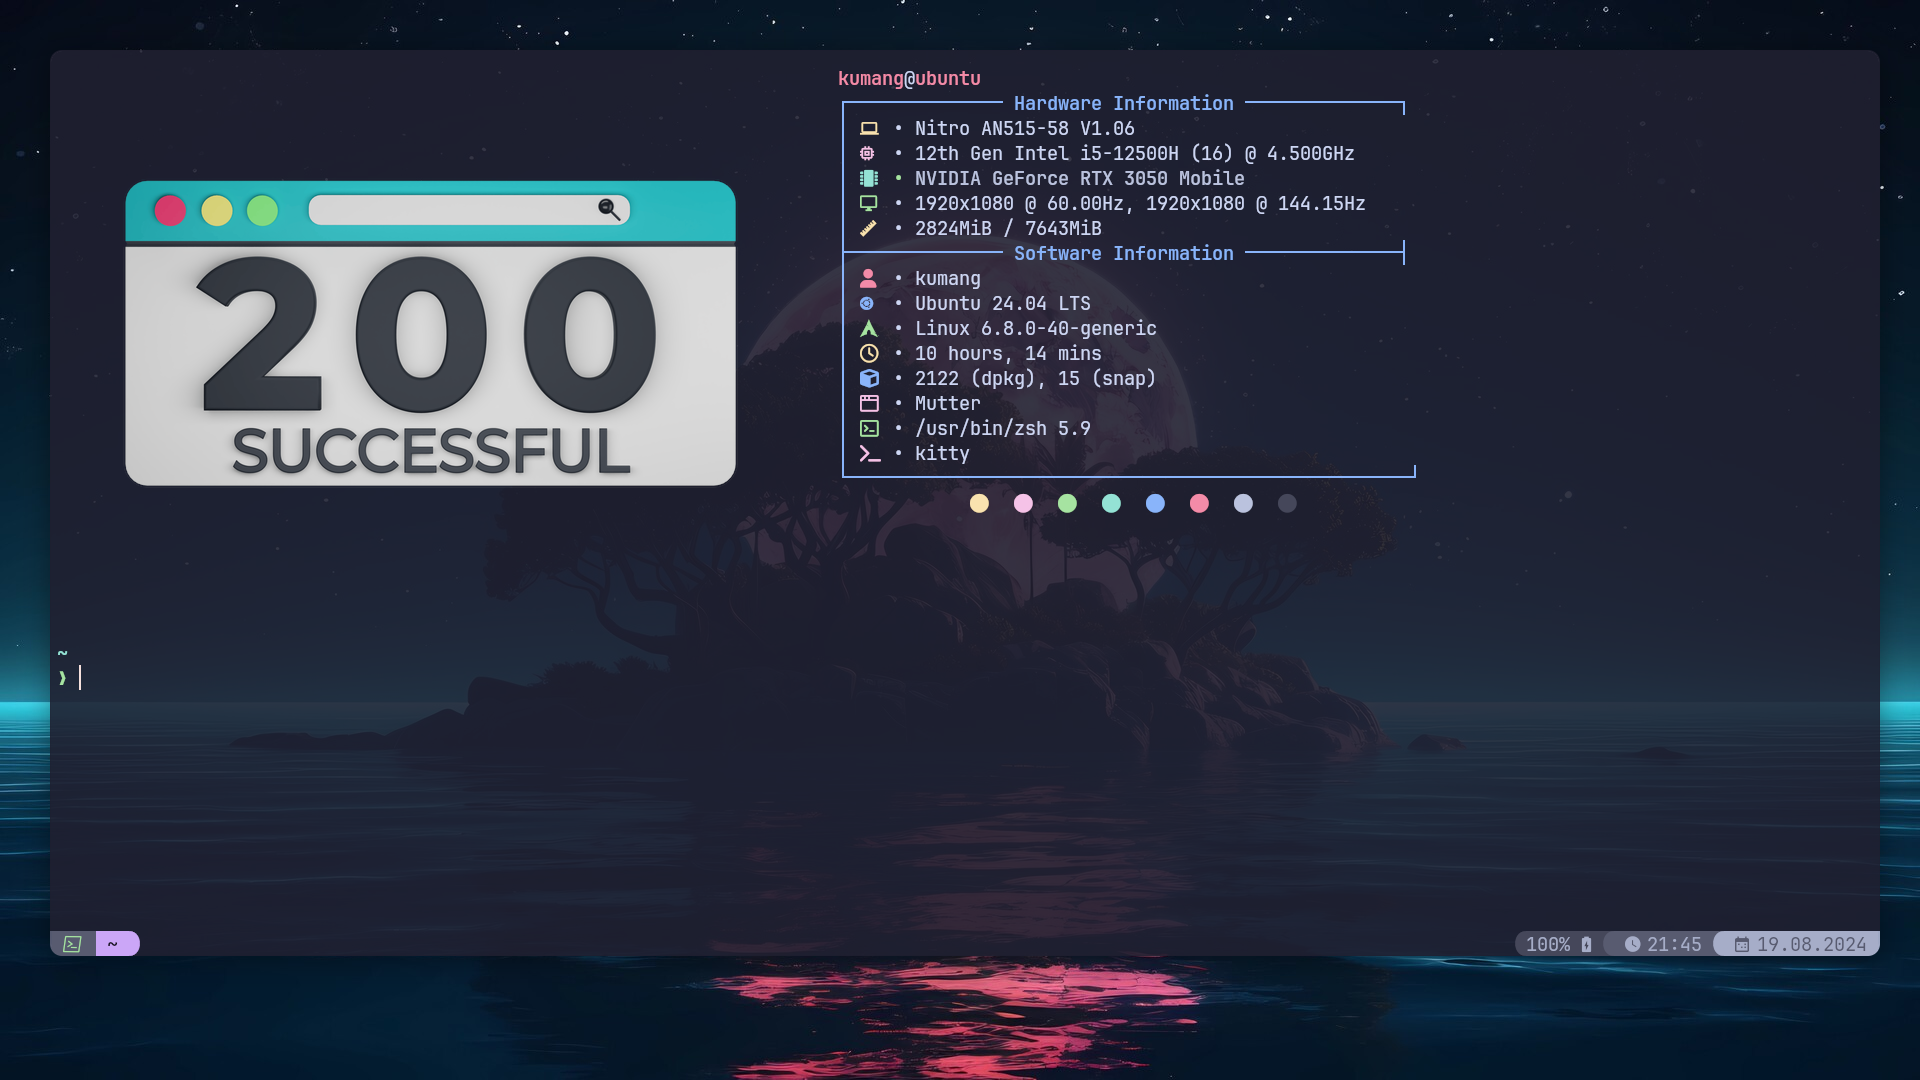 200
SUCCESSFUL
kumang@ubuntu
Hardware Information
• Nitro AN515-58 V1.06
• 12th Gen Intel i5-12500H (16) @ 4.500GHz
• NVIDIA GeForce RTX 3050 Mobile
• 1920x1080 @ 60.00Hz, 1920x1080 @ 144.15Hz
• 2824MiB / 7643MiB
Software Information
• kumang
• Ubuntu 24.04 LTS
• Linux 6.8.0-40-generic
• 10 hours, 14 mins
• 2122 (dpkg), 15 (snap)
• Mutter
• /usr/bin/zsh 5.9
• kitty
~
❯
~
100% 21:45 19.08.2024